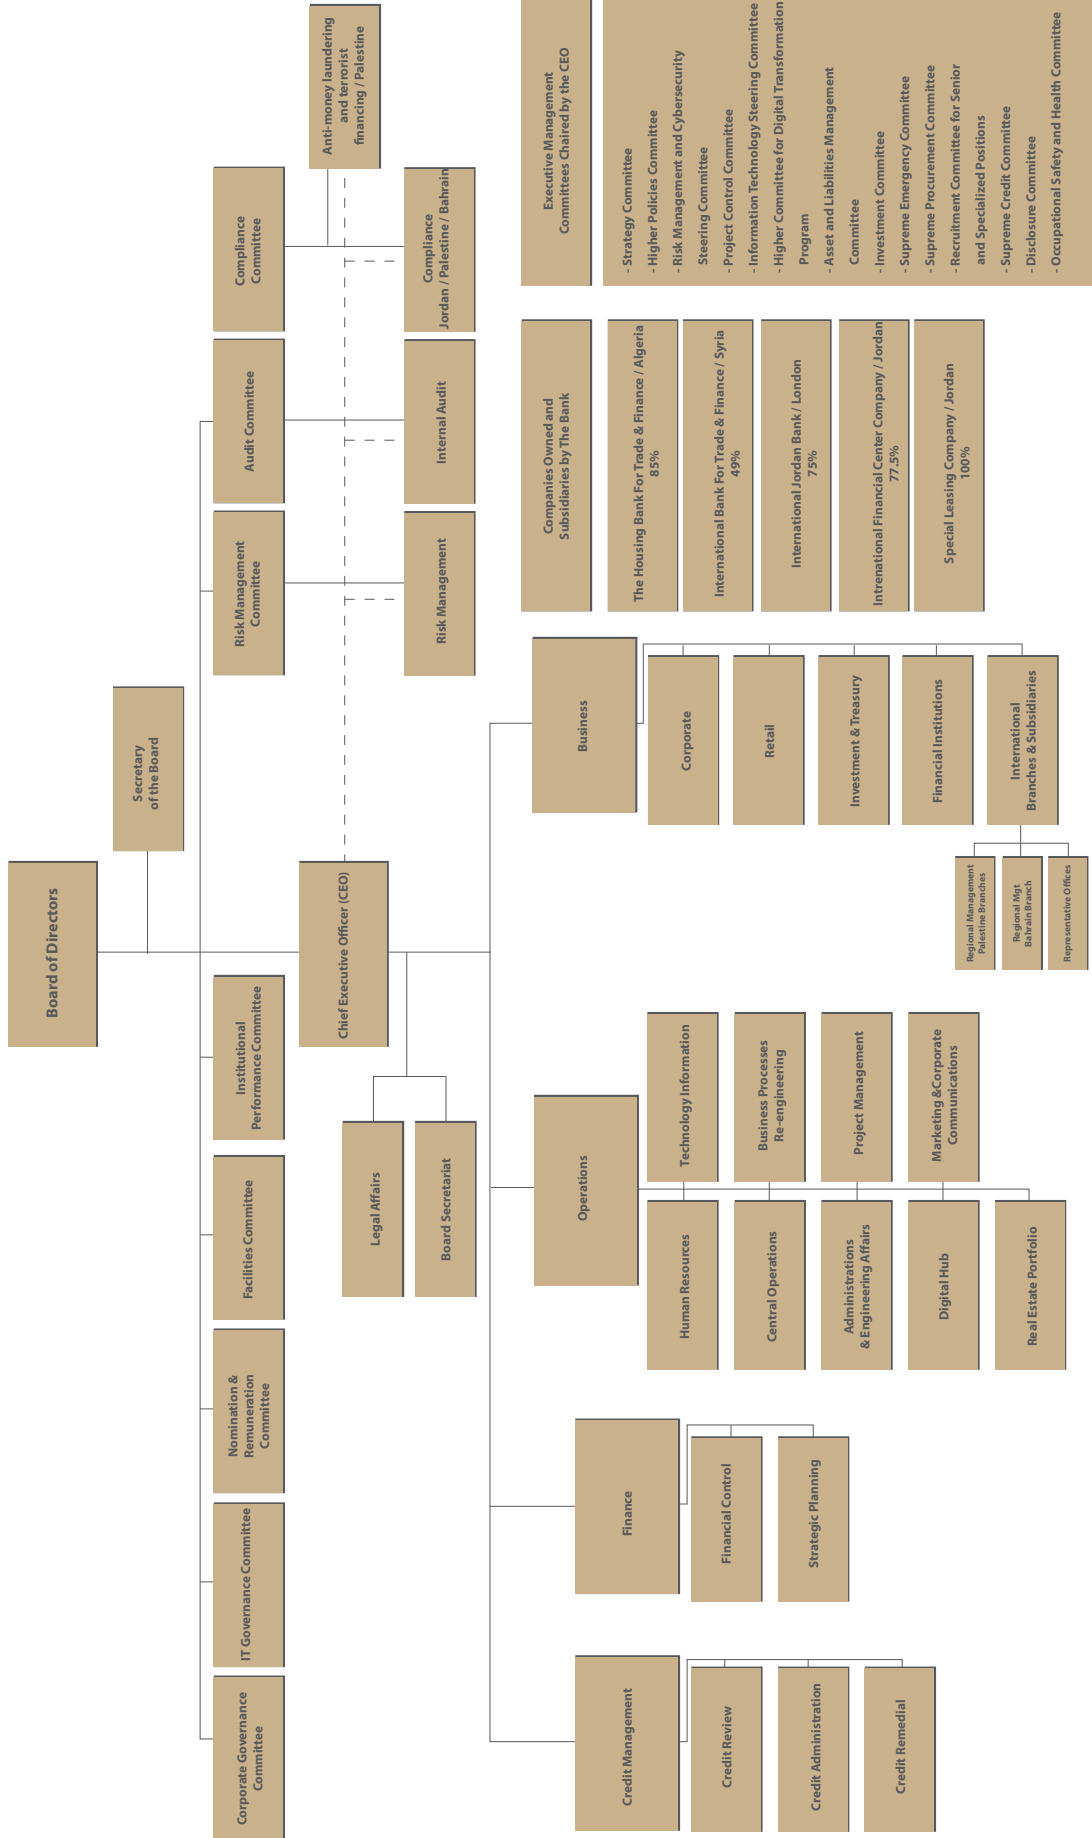 Board of Directors
Secretary
of the Board
Corporate Governance
Committee
IT Governance Committee
Nomination &
Remuneration
Committee
Facilities Committee
Institutional
Performance Committee
Risk Management
Committee
Audit Committee
Compliance
Committee
Anti-money laundering
and terrorist
financing / Palestine
Chief Executive Officer (CEO)
Legal Affairs
Board Secretariat
Risk Management
Internal Audit
Compliance
Jordan / Palestine / Bahrain
Credit Management
Credit Review
Credit Administration
Credit Remedial
Finance
Financial Control
Strategic Planning
Operations
Human Resources
Technology Information
Central Operations
Business Processes
Re-engineering
Administrations
& Engineering Affairs
Project Management
Digital Hub
Marketing &Corporate
Communications
Real Estate Portfolio
Business
Corporate
Retail
Investment & Treasury
Financial Institutions
International
Branches & Subsidiaries
Regional Management
Palestine Branches
Regional Mgt
Bahrain Branch
Representative Offices
Companies Owned and
Subsidiaries by The Bank
The Housing Bank For Trade & Finance / Algeria
85%
International Bank For Trade & Finance / Syria
49%
International Jordan Bank / London
75%
Intrenational Financial Center Company / Jordan
77.5%
Special Leasing Company / Jordan
100%
Executive Management
Committees Chaired by the CEO
- Strategy Committee
- Higher Policies Committee
- Risk Management and Cybersecurity
Steering Committee
- Project Control Committee
- Information Technology Steering Committee
- Higher Committee for Digital Transformation
Program
- Asset and Liabilities Management
Committee
- Investment Committee
- Supreme Emergency Committee
- Supreme Procurement Committee
- Recruitment Committee for Senior
and Specialized Positions
- Supreme Credit Committee
- Disclosure Committee
- Occupational Safety and Health Committee